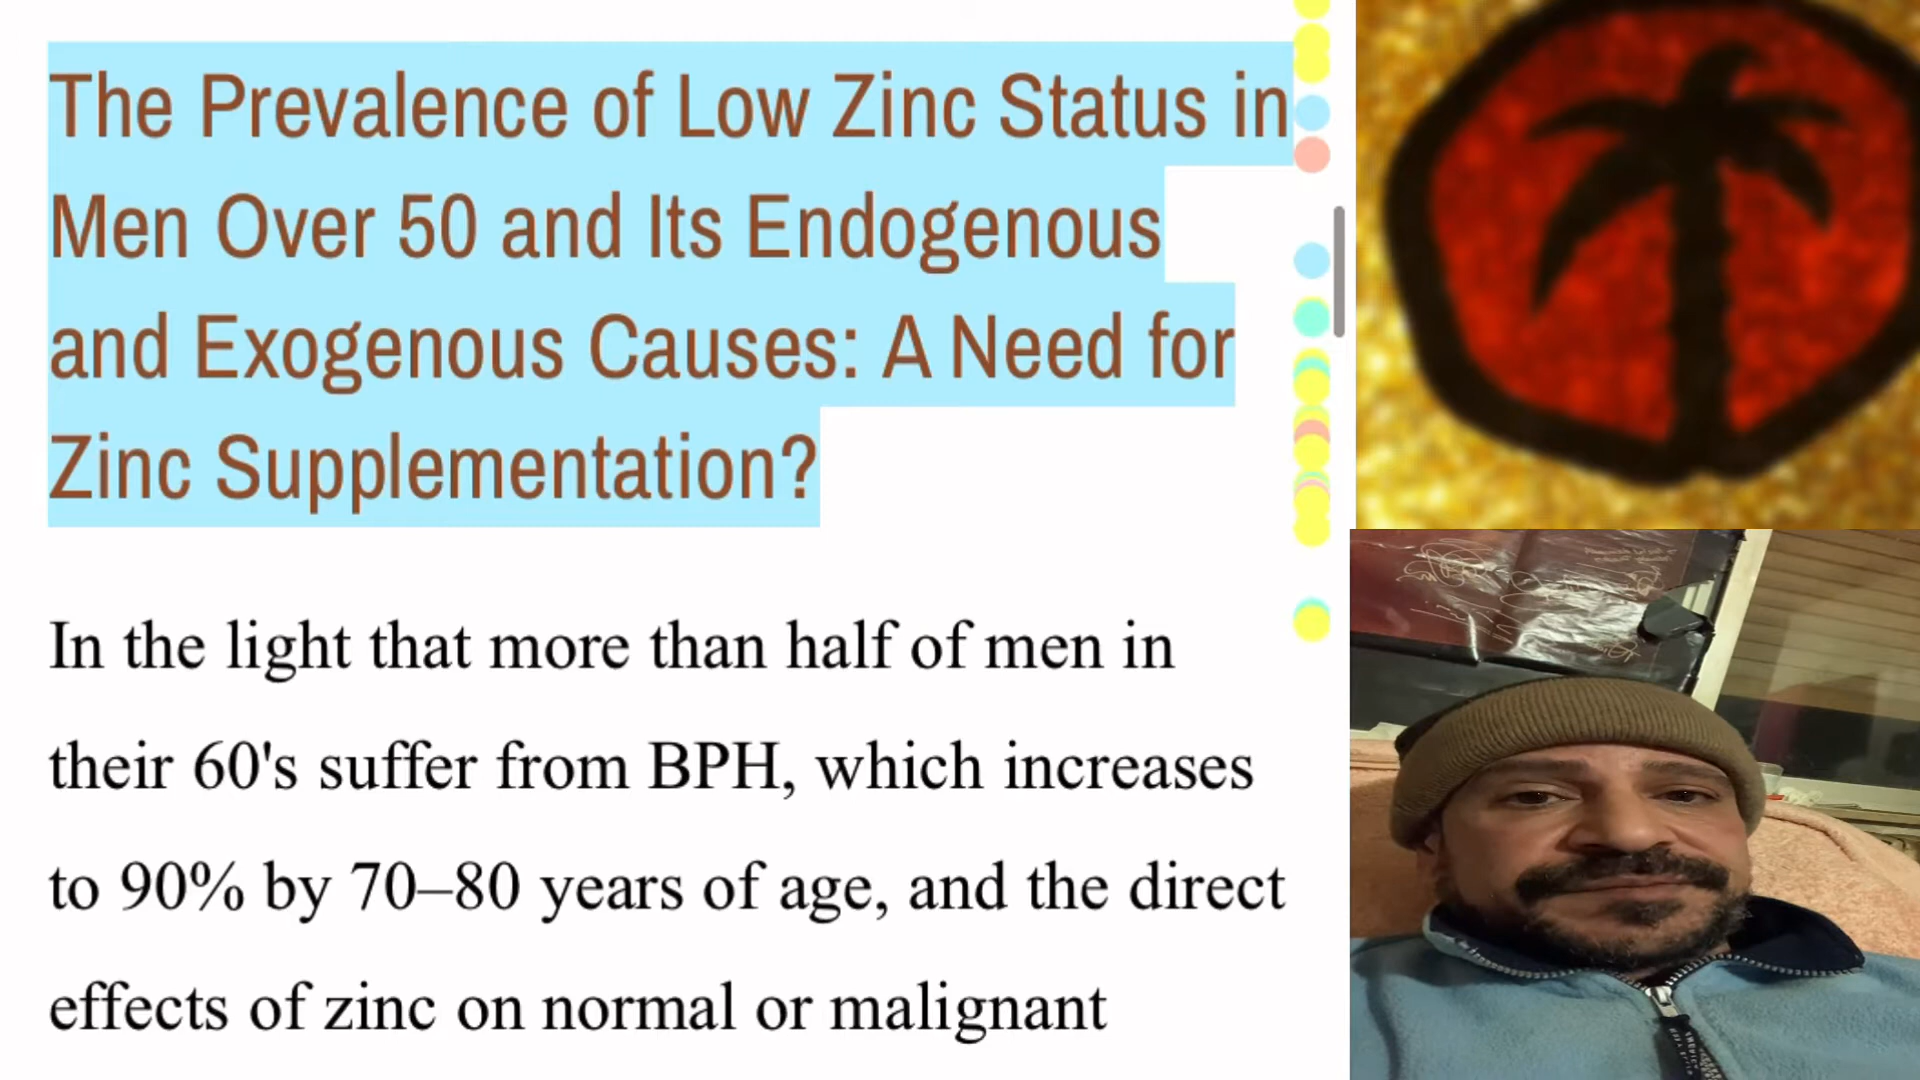 The Prevalence of Low Zinc Status in
Men Over 50 and Its Endogenous
and Exogenous Causes: A Need for
Zinc Supplementation?
In the light that more than half of men in
their 60's suffer from BPH, which increases
to 90% by 70–80 years of age, and the direct
effects of zinc on normal or malignant